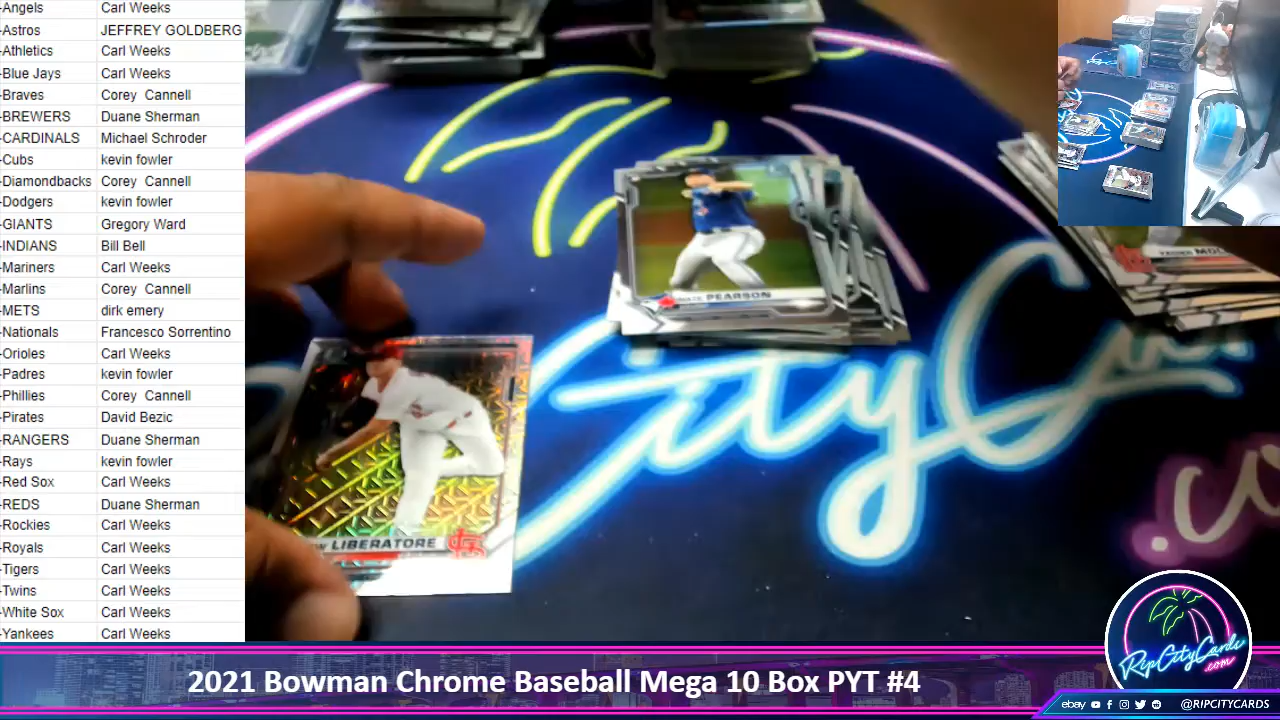 -Angels Carl Weeks
-Astros JEFFREY GOLDBERG
-Athletics Carl Weeks
-Blue Jays Carl Weeks
-Braves Corey Cannell
-BREWERS Duane Sherman
-CARDINALS Michael Schroder
-Cubs kevin fowler
-Diamondbacks Corey Cannell
-Dodgers kevin fowler
-GIANTS Gregory Ward
-INDIANS Bill Bell
-Mariners Carl Weeks
-Marlins Corey Cannell
-METS dirk emery
-Nationals Francesco Sorrentino
-Orioles Carl Weeks
-Padres kevin fowler
-Phillies Corey Cannell
-Pirates David Bezic
-RANGERS Duane Sherman
-Rays kevin fowler
-Red Sox Carl Weeks
-REDS Duane Sherman
-Rockies Carl Weeks
-Royals Carl Weeks
-Tigers Carl Weeks
-Twins Carl Weeks
-White Sox Carl Weeks
-Yankees Carl Weeks
PEARSON
LIBERATORE
City
.co
RipCityCards
.com
2021 Bowman Chrome Baseball Mega 10 Box PYT #4
ebay @RIPCITYCARDS